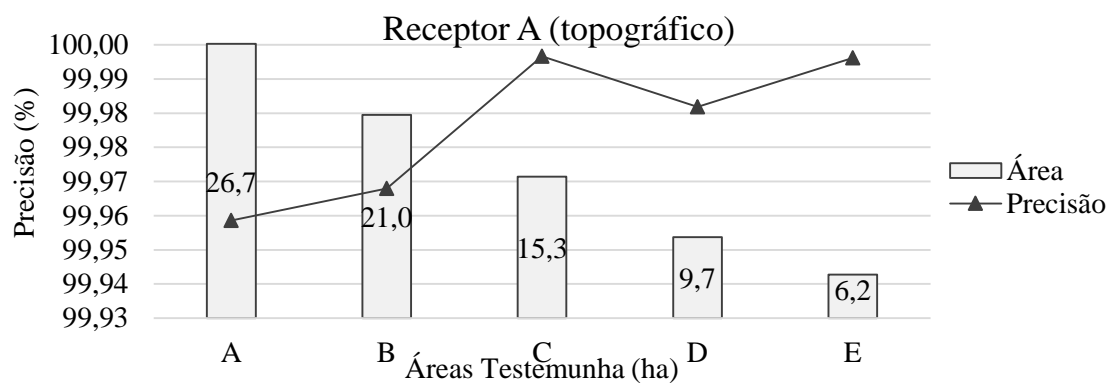 Receptor A (topográfico)
100,00
99,99
99,98
99,98
99,97
99,96
99,95
99,94
99,93
Precisão (%)
26,7
21,0
15,3
9,7
6,2
A
B
C
D
E
Áreas Testemunha (ha)
Área
Precisão